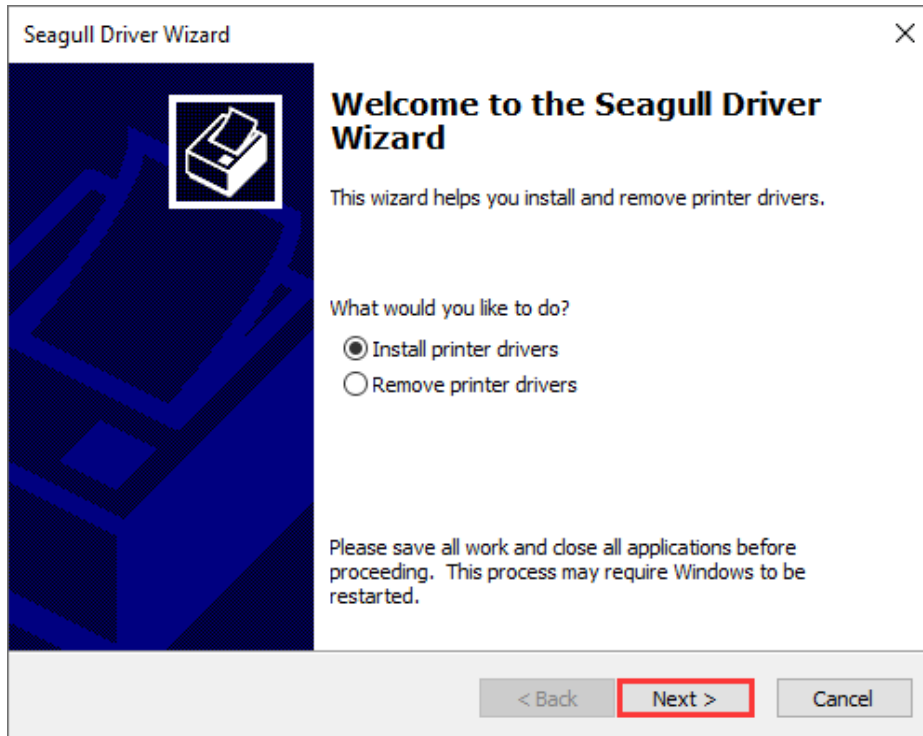 Seagull Driver Wizard
Welcome to the Seagull Driver
Wizard
This wizard helps you install and remove printer drivers.
What would you like to do?
Install printer drivers
Remove printer drivers
Please save all work and close all applications before
proceeding.  This process may require Windows to be
restarted.
< Back
Next >
Cancel